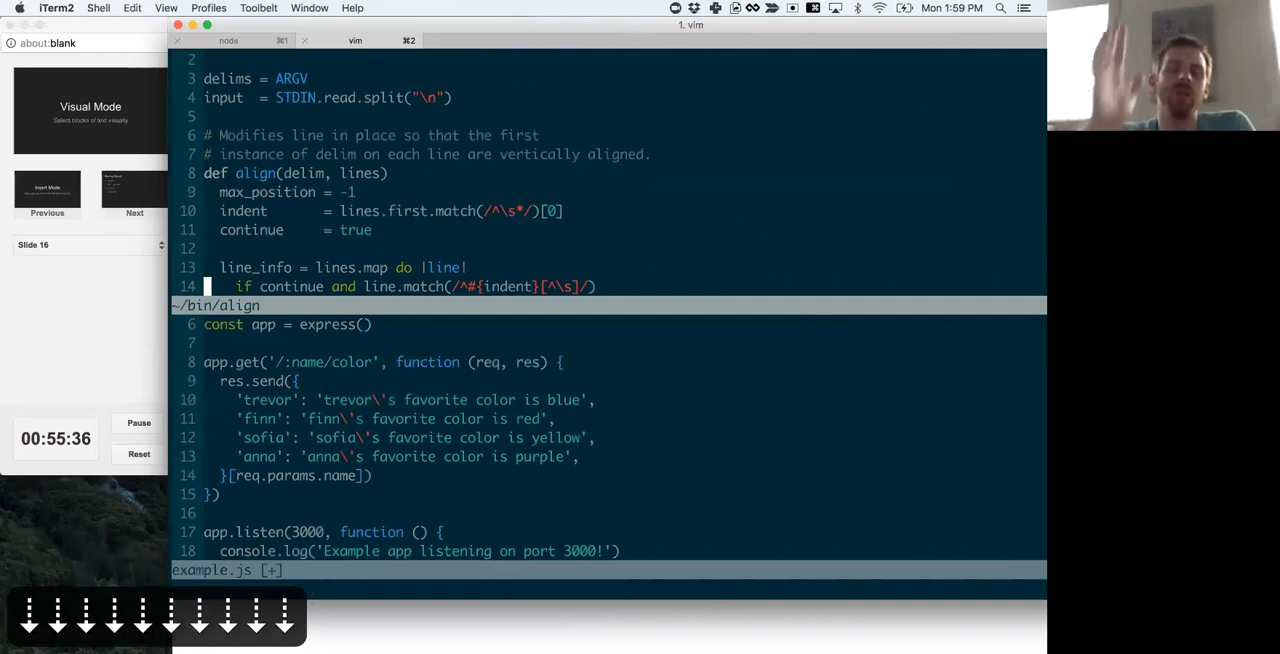 iTerm2 Shell Edit View Profiles Toolbelt Window Help Mon 1:59 PM
1. vim
node ⌘1 vim ⌘2
about:blank
Visual Mode
Select blocks of text visually
Previous Next
Slide 16
00:55:36
Pause
Reset
2
3 delims = ARGV
4 input  = STDIN.read.split("\n")
5
6 # Modifies line in place so that the first
7 # instance of delim on each line are vertically aligned.
8 def align(delim, lines)
9   max_position = -1
10   indent       = lines.first.match(/^\s*/)[0]
11   continue     = true
12
13   line_info = lines.map do |line|
14     if continue and line.match(/^#{indent}[^\s]/)
~/bin/align
6 const app = express()
7
8 app.get('/:name/color', function (req, res) {
9   res.send({
10     'trevor': 'trevor\'s favorite color is blue',
11     'finn': 'finn\'s favorite color is red',
12     'sofia': 'sofia\'s favorite color is yellow',
13     'anna': 'anna\'s favorite color is purple',
14   }[req.params.name])
15 })
16
17 app.listen(3000, function () {
18   console.log('Example app listening on port 3000!')
example.js [+]